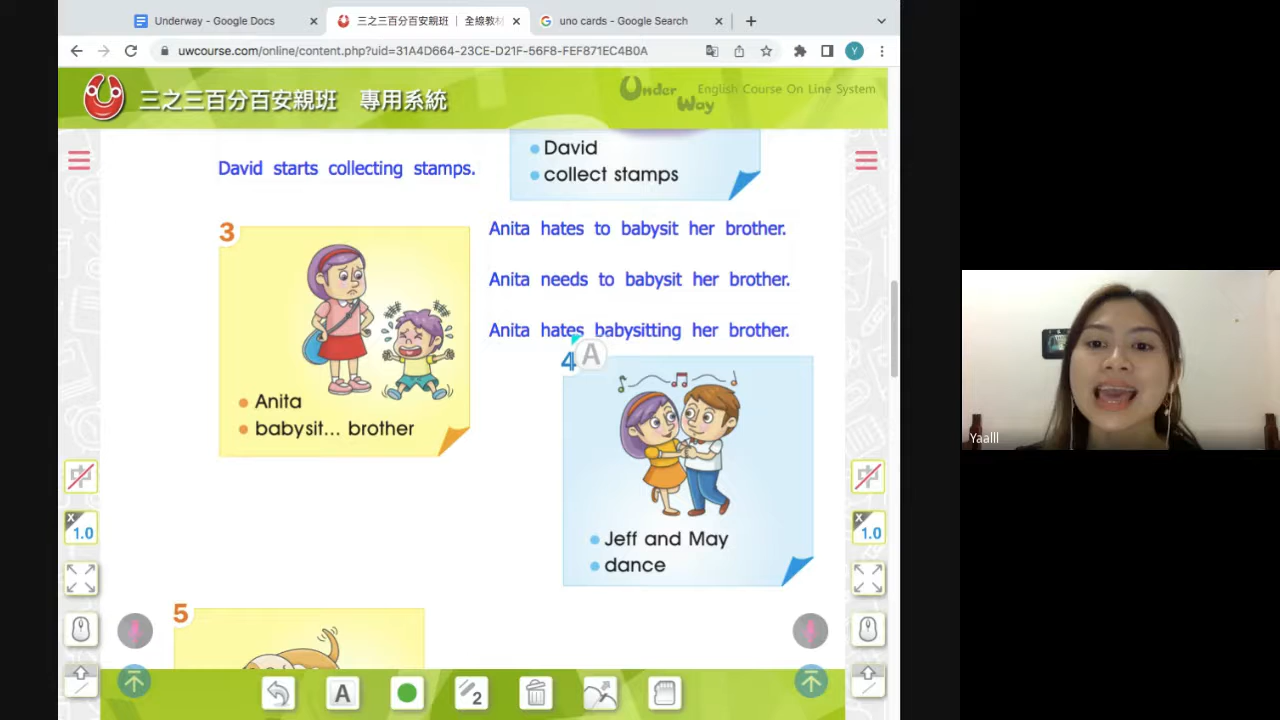 Underway - Google Docs
三之三百分百安親班 | 全線教材
uno cards - Google Search
uwcourse.com/online/content.php?uid=31A4D664-23CE-D21F-56F8-FEF871EC4B0A
Y
三之三百分百安親班 專用系統
Under Way
English Course On Line System
David starts collecting stamps.
David
collect stamps
3
Anita hates to babysit her brother.
Anita needs to babysit her brother.
Anita hates babysitting her brother.
Anita
babysit... brother
4
A
Jeff and May
dance
Yaalll
中
中
X 1.0
X 1.0
5
A
2